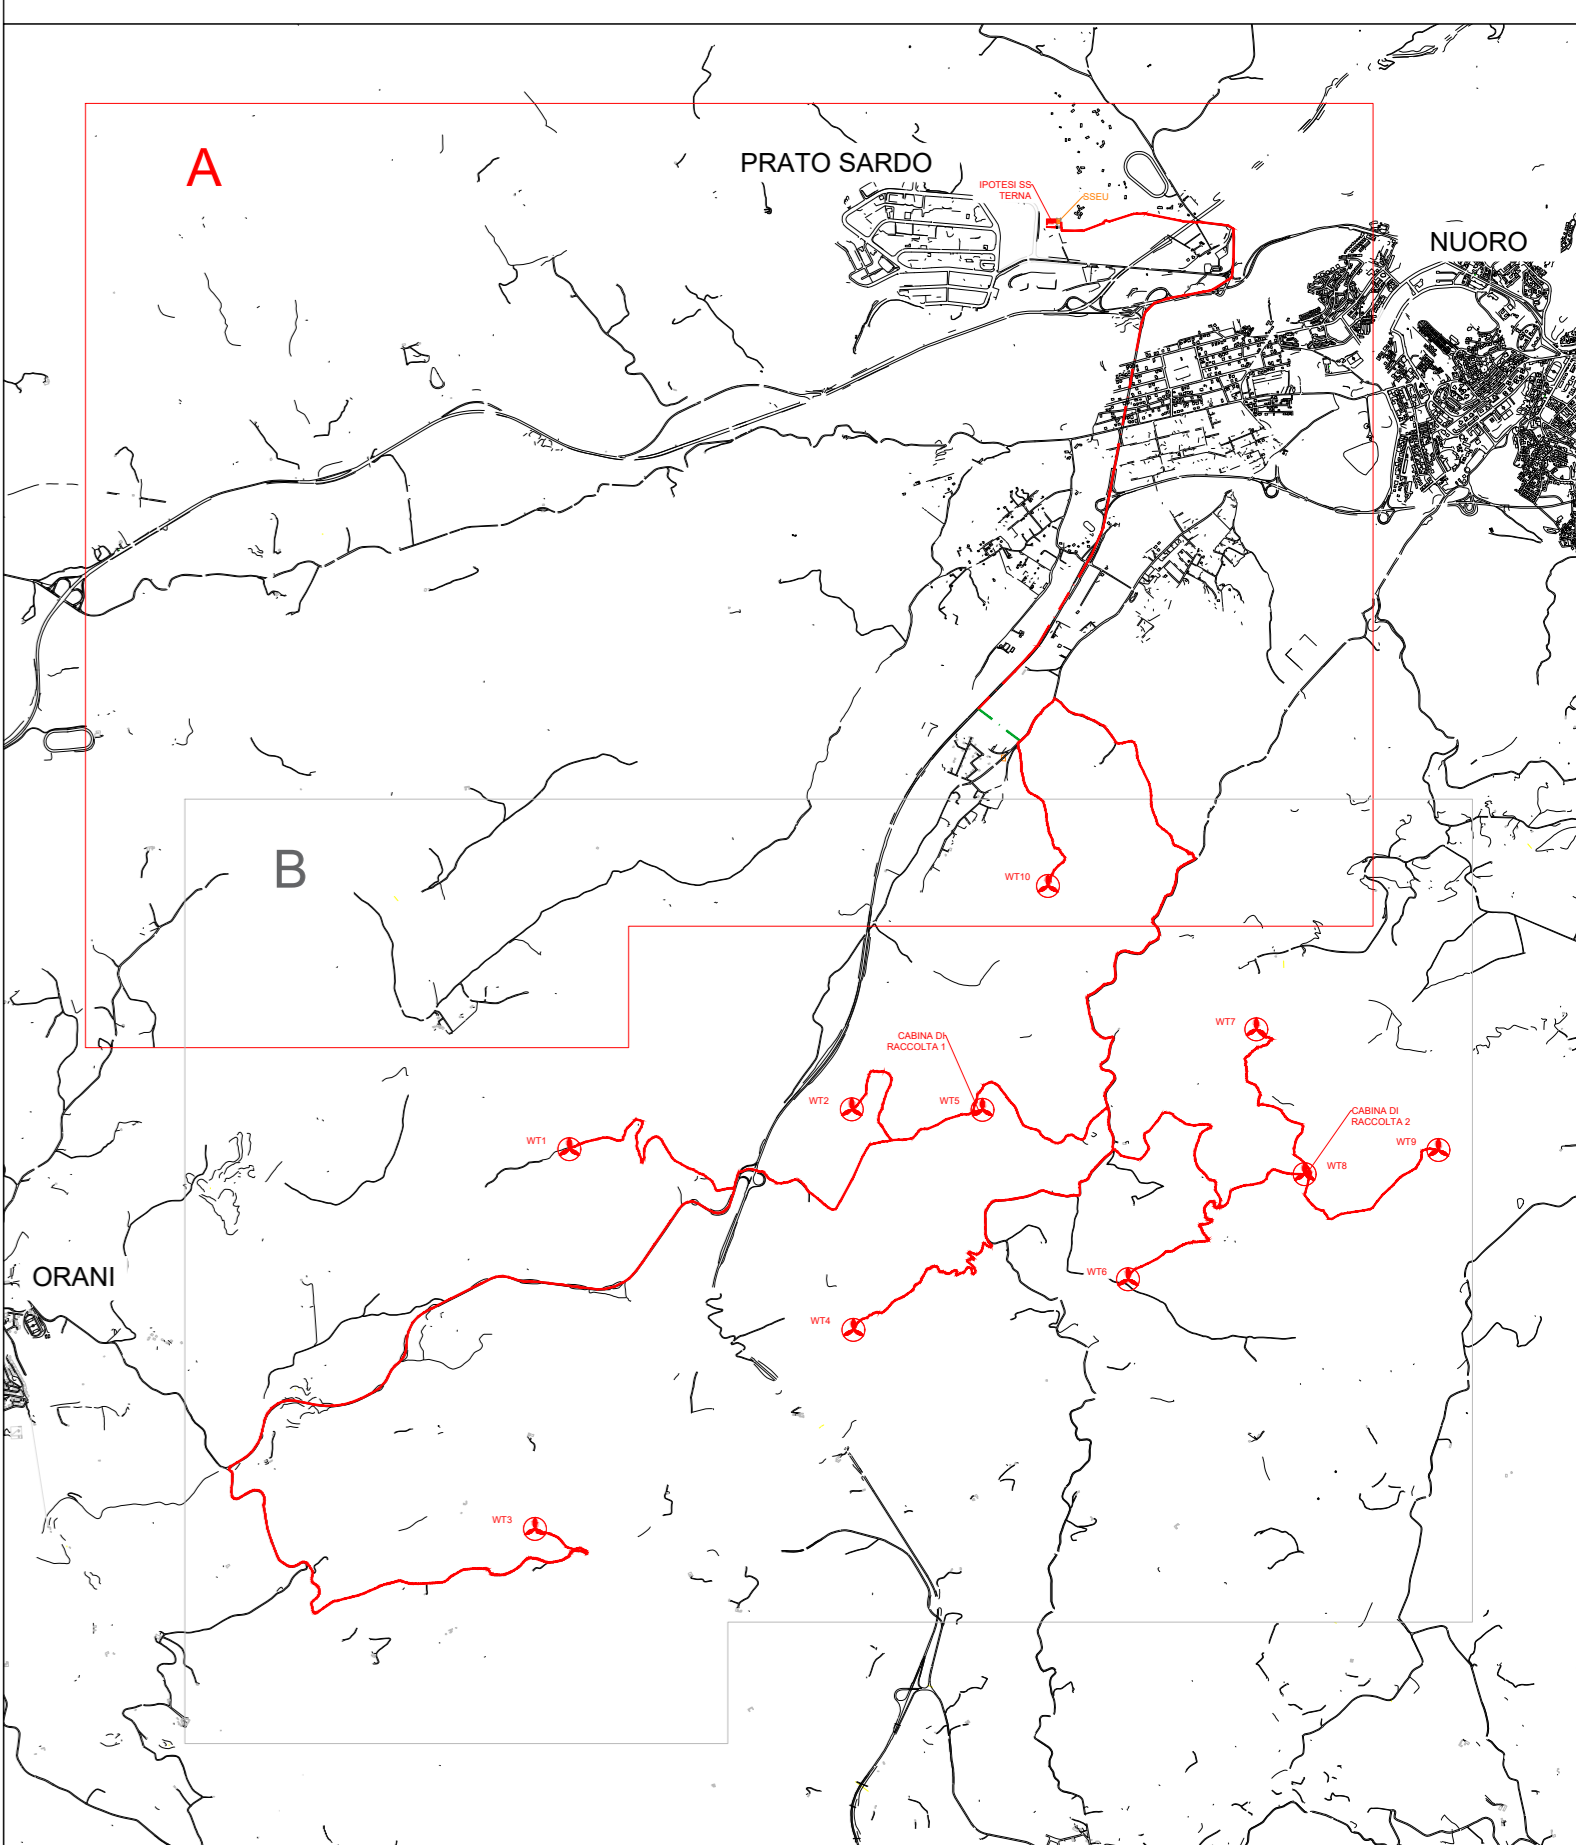 A
PRATO SARDO
IPOTESI SS
TERNA
SSEU
NUORO
B
WT10
WT7
CABINA DI
RACCOLTA 1
WT2
WT5
CABINA DI
RACCOLTA 2
WT1
WT9
WT8
ORANI
WT6
WT4
WT3